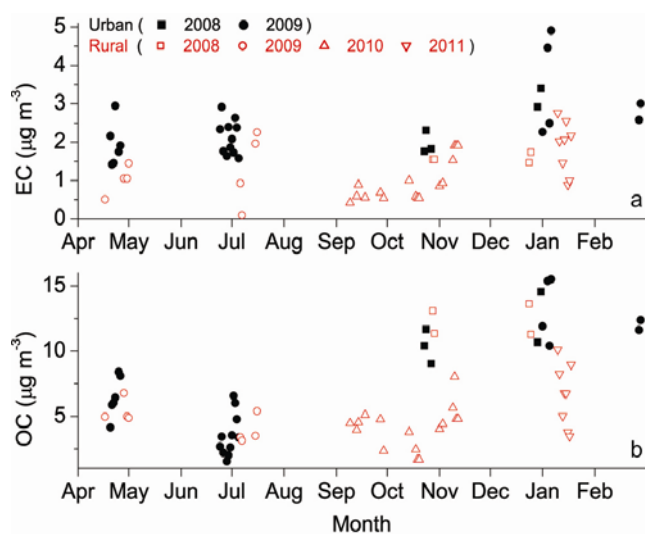 Urban ( ■ 2008 ● 2009 )
Rural ( □ 2008 ○ 2009 △ 2010 ▽ 2011 )
EC (µg m-3)
5
4
3
2
1
0
a
Apr May Jun Jul Aug Sep Oct Nov Dec Jan Feb
OC (µg m-3)
15
10
5
b
Apr May Jun Jul Aug Sep Oct Nov Dec Jan Feb
Month